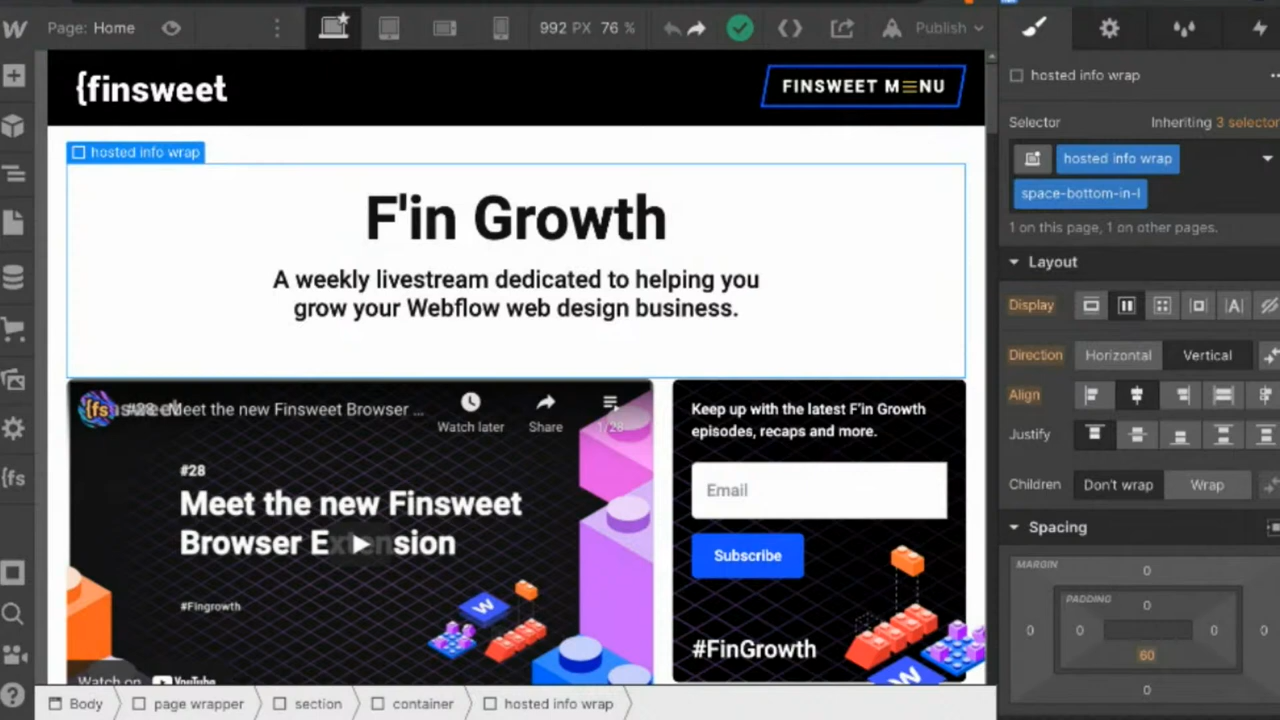 Page: Home
992 PX 76 %
Publish
{finsweet
FINSWEET MENU
hosted info wrap
F'in Growth
A weekly livestream dedicated to helping you
grow your Webflow web design business.
#28 Meet the new Finsweet Browser ...
Watch later
Share
1/28
#28
Meet the new Finsweet
Browser Extension
#Fingrowth
Watch on YouTube
Keep up with the latest F'in Growth
episodes, recaps and more.
Email
Subscribe
#FinGrowth
W
W
{fs
{fs
Body
page wrapper
section
container
hosted info wrap
hosted info wrap
Selector
Inheriting 3 selector
hosted info wrap
space-bottom-in-l
1 on this page, 1 on other pages.
Layout
Display
Direction
Horizontal
Vertical
Align
Justify
Children
Don't wrap
Wrap
Spacing
MARGIN
0
PADDING
0
0
0
0
0
60
0